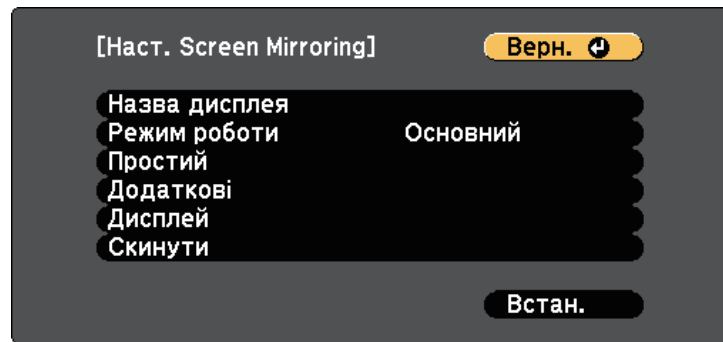 [Наст. Screen Mirroring]
Верн.
Назва дисплея
Режим роботи Основний
Простий
Додаткові
Дисплей
Скинути
Встан.